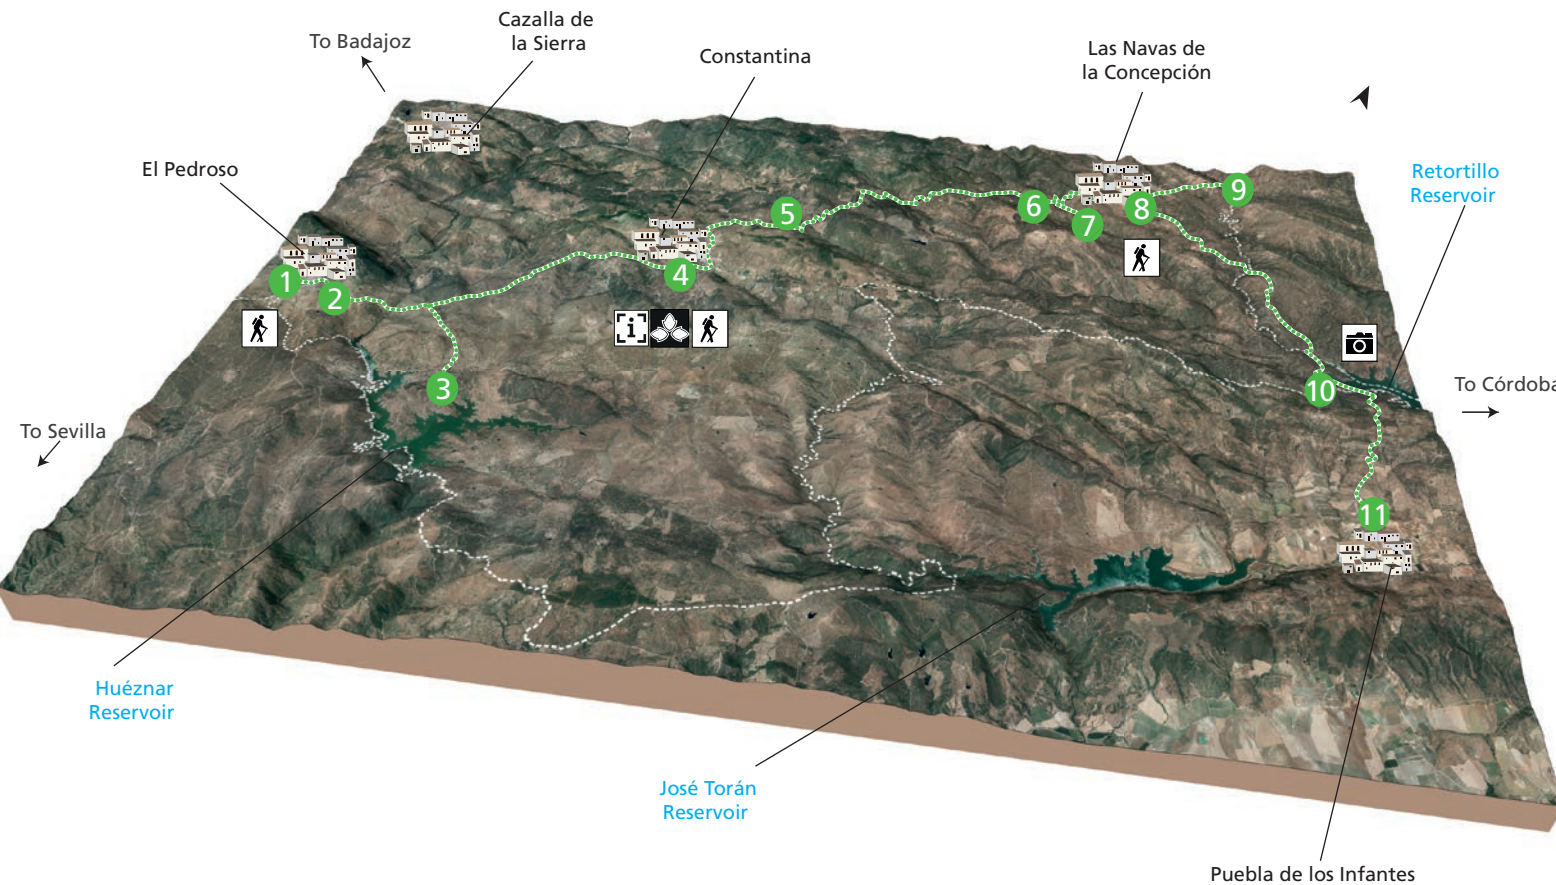 Cazalla de
la Sierra
To Badajoz
Constantina
Las Navas de
la Concepción
El Pedroso
Retortillo
Reservoir
To Córdoba
To Sevilla
1
2
3
4
5
6
7
8
9
10
11
i
Huéznar
Reservoir
José Torán
Reservoir
Puebla de los Infantes